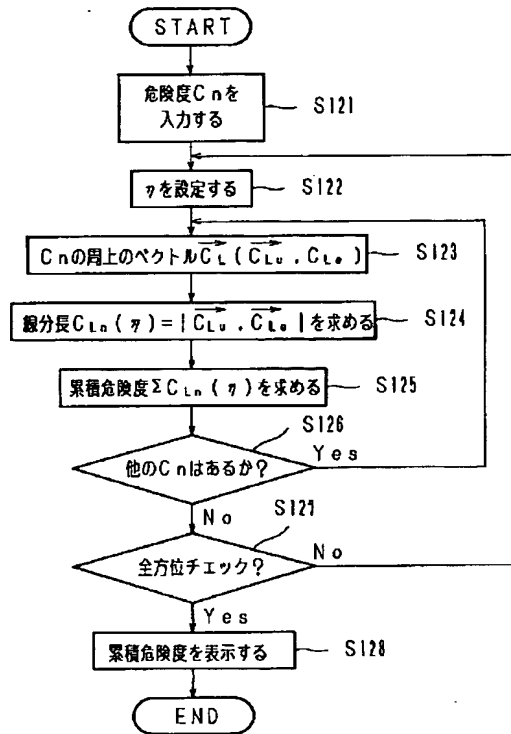 START
危険度Cnを
入力する
S121
ηを設定する
S122
Cnの周上のベクトルC_L(C_Lu,C_Le)
S123
線分長C_Ln(η)=|C_Lu,C_Le|を求める
S124
累積危険度ΣC_Ln(η)を求める
S125
S126
他のCnはあるか?
Yes
No
S127
全方位チェック?
No
Yes
累積危険度を表示する
S128
END